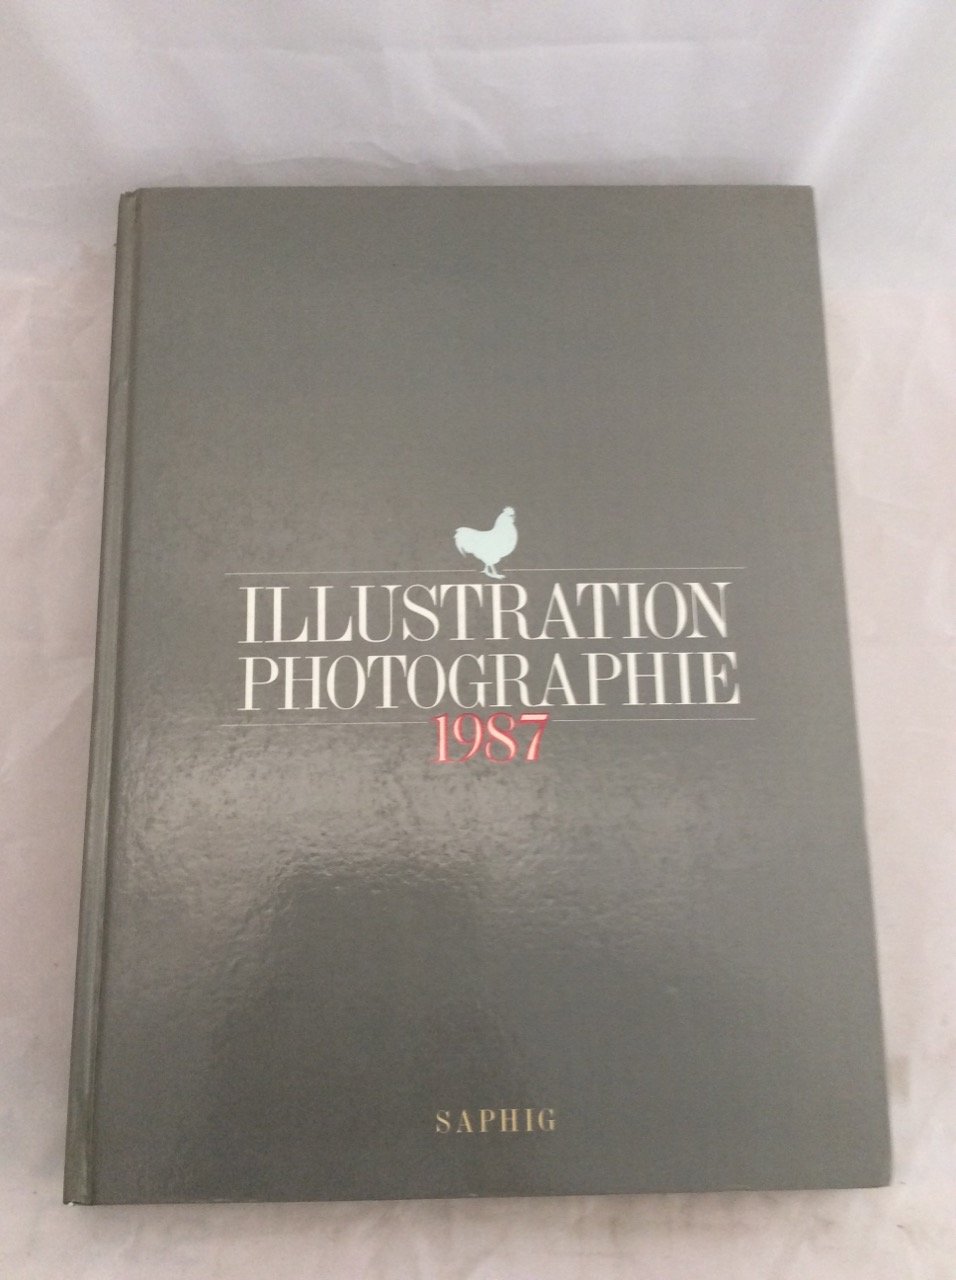 ILLUSTRATION
PHOTOGRAPHIE
1987
SAPHIG